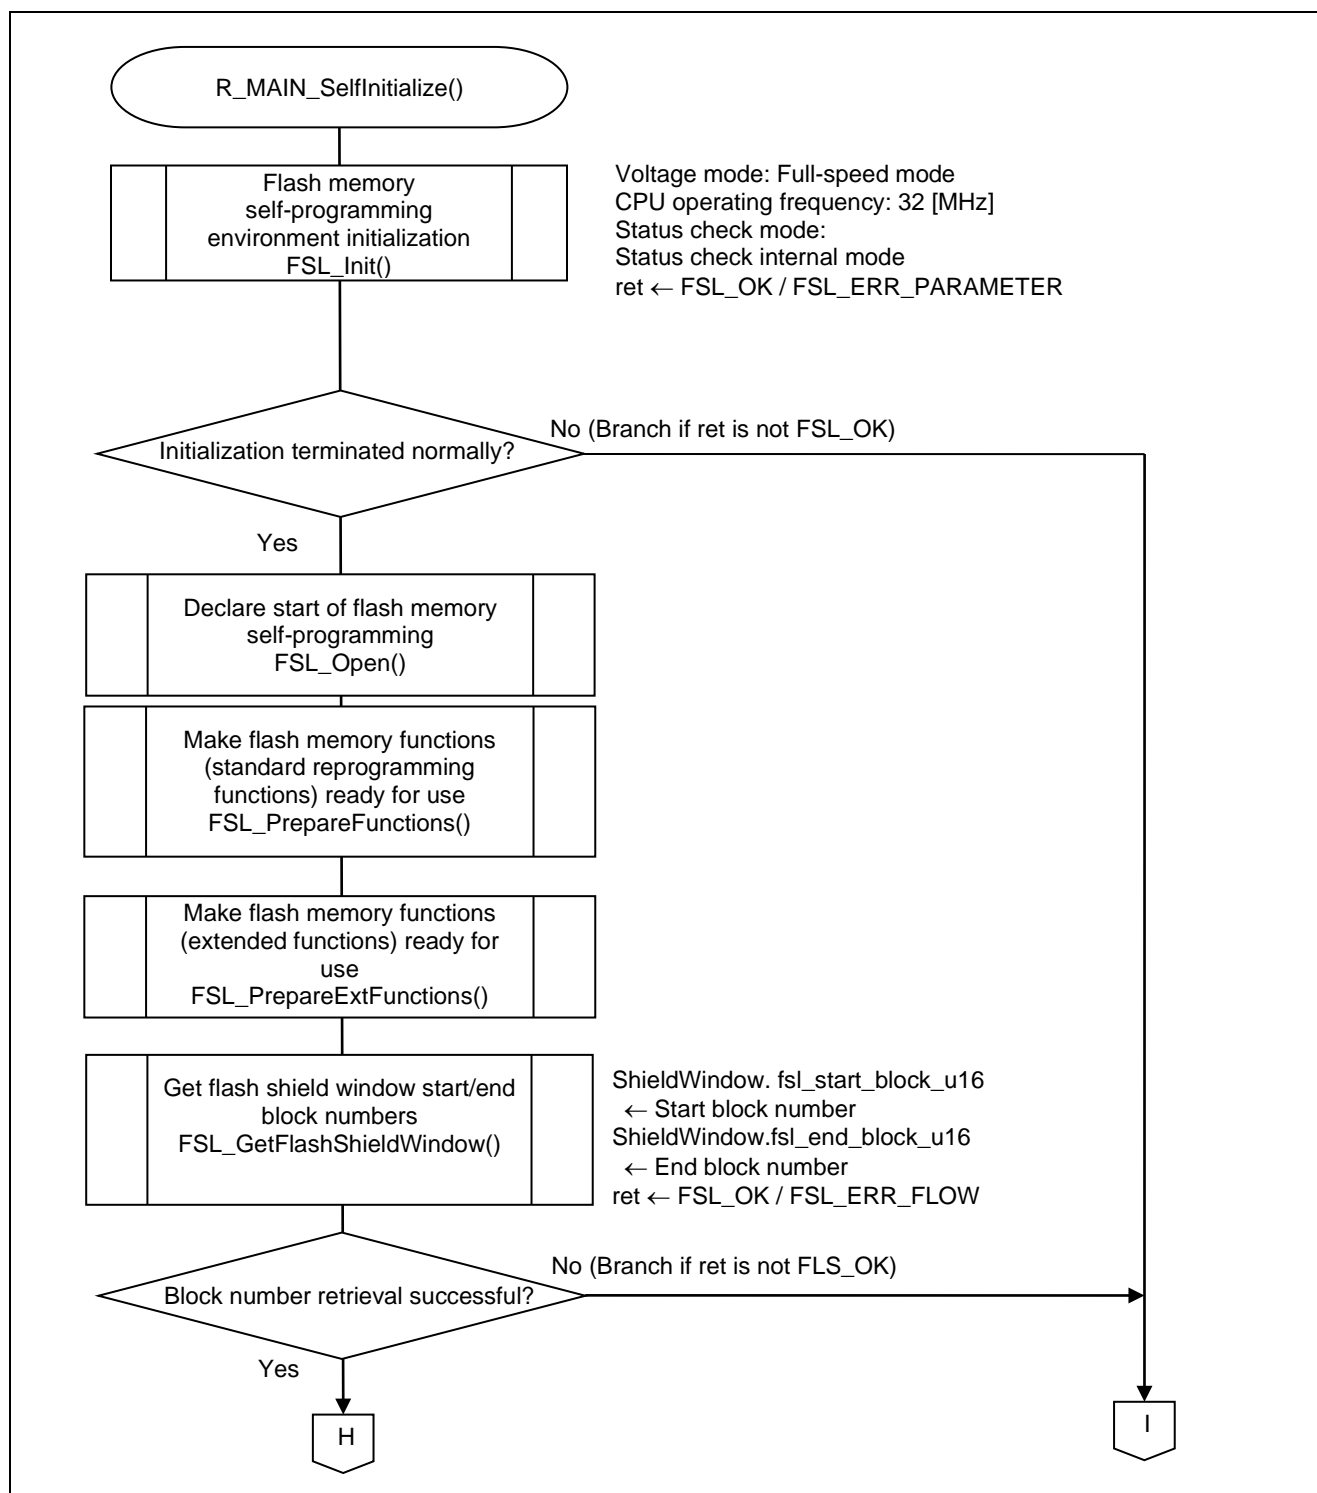 R_MAIN_SelfInitialize()
Flash memory
self-programming
environment initialization
FSL_Init()
Voltage mode: Full-speed mode
CPU operating frequency: 32 [MHz]
Status check mode:
Status check internal mode
ret ← FSL_OK / FSL_ERR_PARAMETER
Initialization terminated normally?
No (Branch if ret is not FSL_OK)
Yes
Declare start of flash memory
self-programming
FSL_Open()
Make flash memory functions
(standard reprogramming
functions) ready for use
FSL_PrepareFunctions()
Make flash memory functions
(extended functions) ready for
use
FSL_PrepareExtFunctions()
Get flash shield window start/end
block numbers
FSL_GetFlashShieldWindow()
ShieldWindow. fsl_start_block_u16
← Start block number
ShieldWindow.fsl_end_block_u16
← End block number
ret ← FSL_OK / FSL_ERR_FLOW
Block number retrieval successful?
No (Branch if ret is not FLS_OK)
Yes
H
I